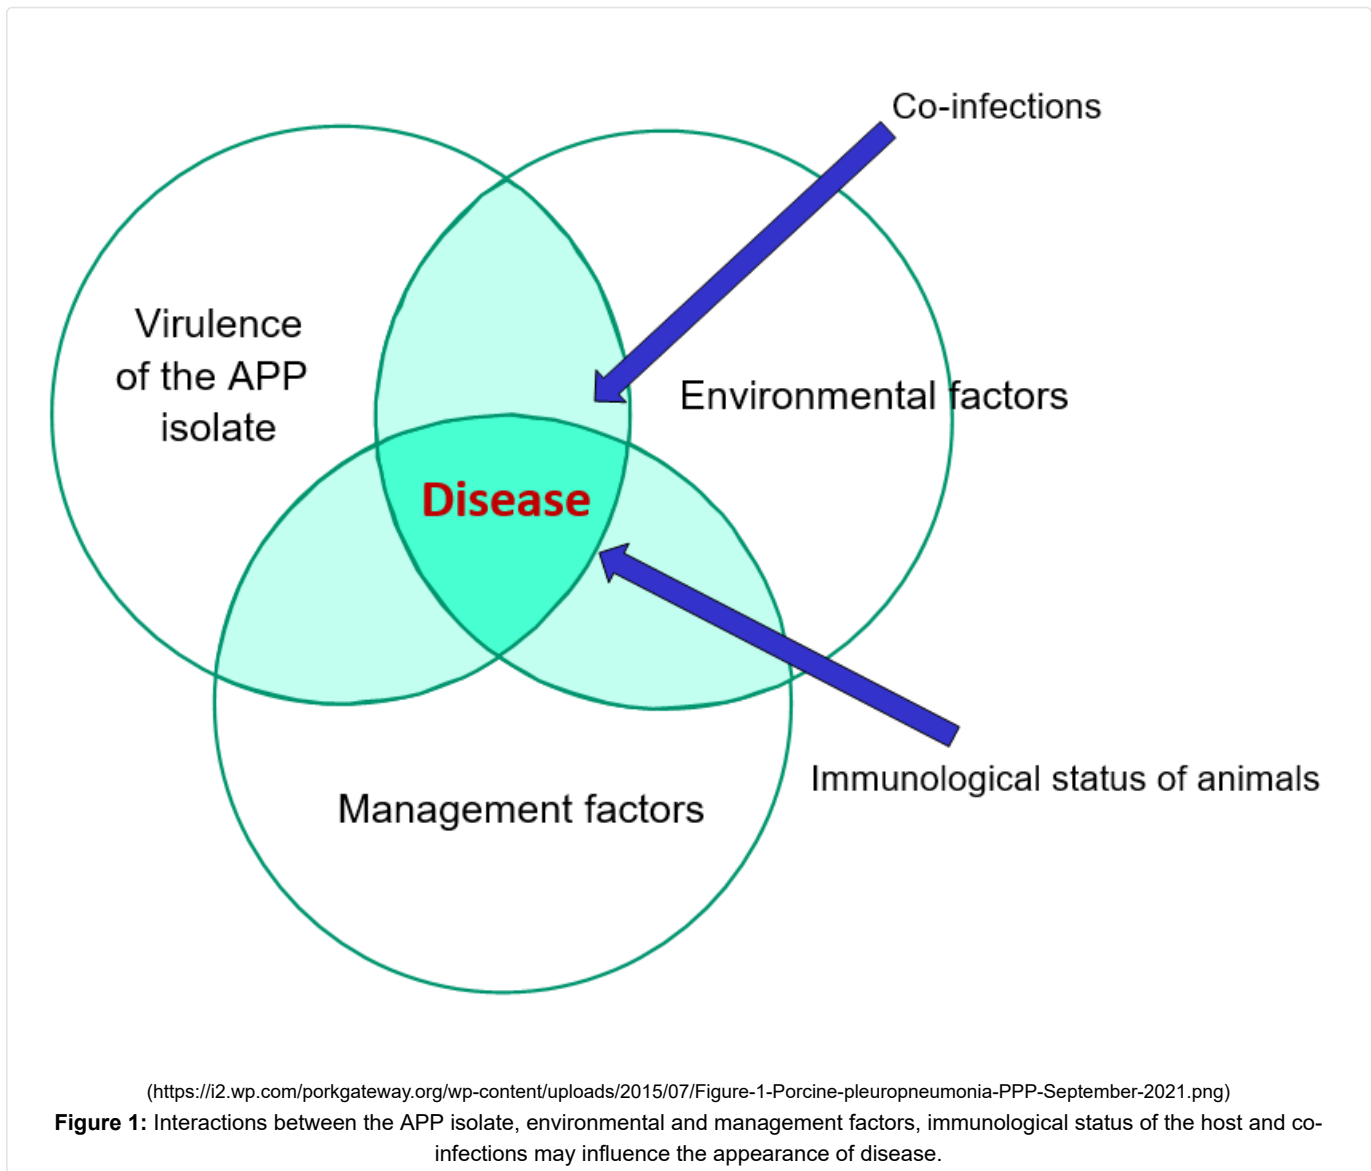 Co-infections
Virulence
of the APP
isolate
Environmental factors
Disease
Immunological status of animals
Management factors
(https://i2.wp.com/porkgateway.org/wp-content/uploads/2015/07/Figure-1-Porcine-pleuropneumonia-PPP-September-2021.png)
Figure 1: Interactions between the APP isolate, environmental and management factors, immunological status of the host and co-
infections may influence the appearance of disease.